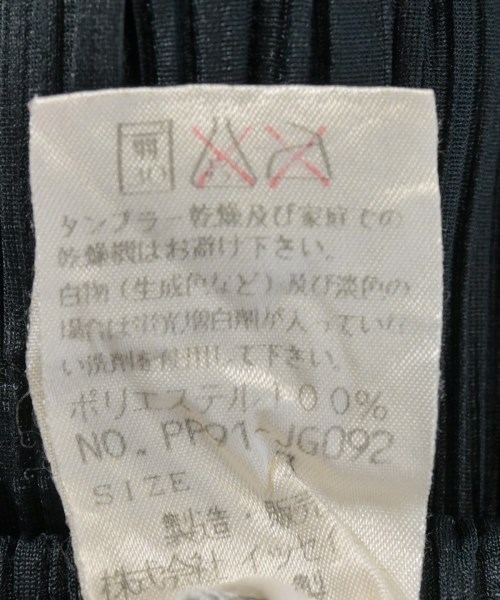 弱
30
タンブラー乾燥及び家庭での
乾燥機はお避け下さい。
白物(生成色など)及び淡色の
場合は蛍光増白剤が入っていな
い洗剤を使用して下さい。
ポリエステル100%
NO. PP91-JG092
SIZE
製造・販売
株式会社イッセイ
製